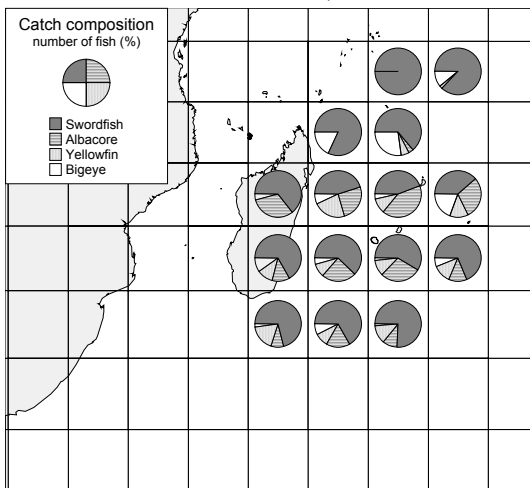 Catch composition
number of fish (%)
Swordfish
Albacore
Yellowfin
Bigeye